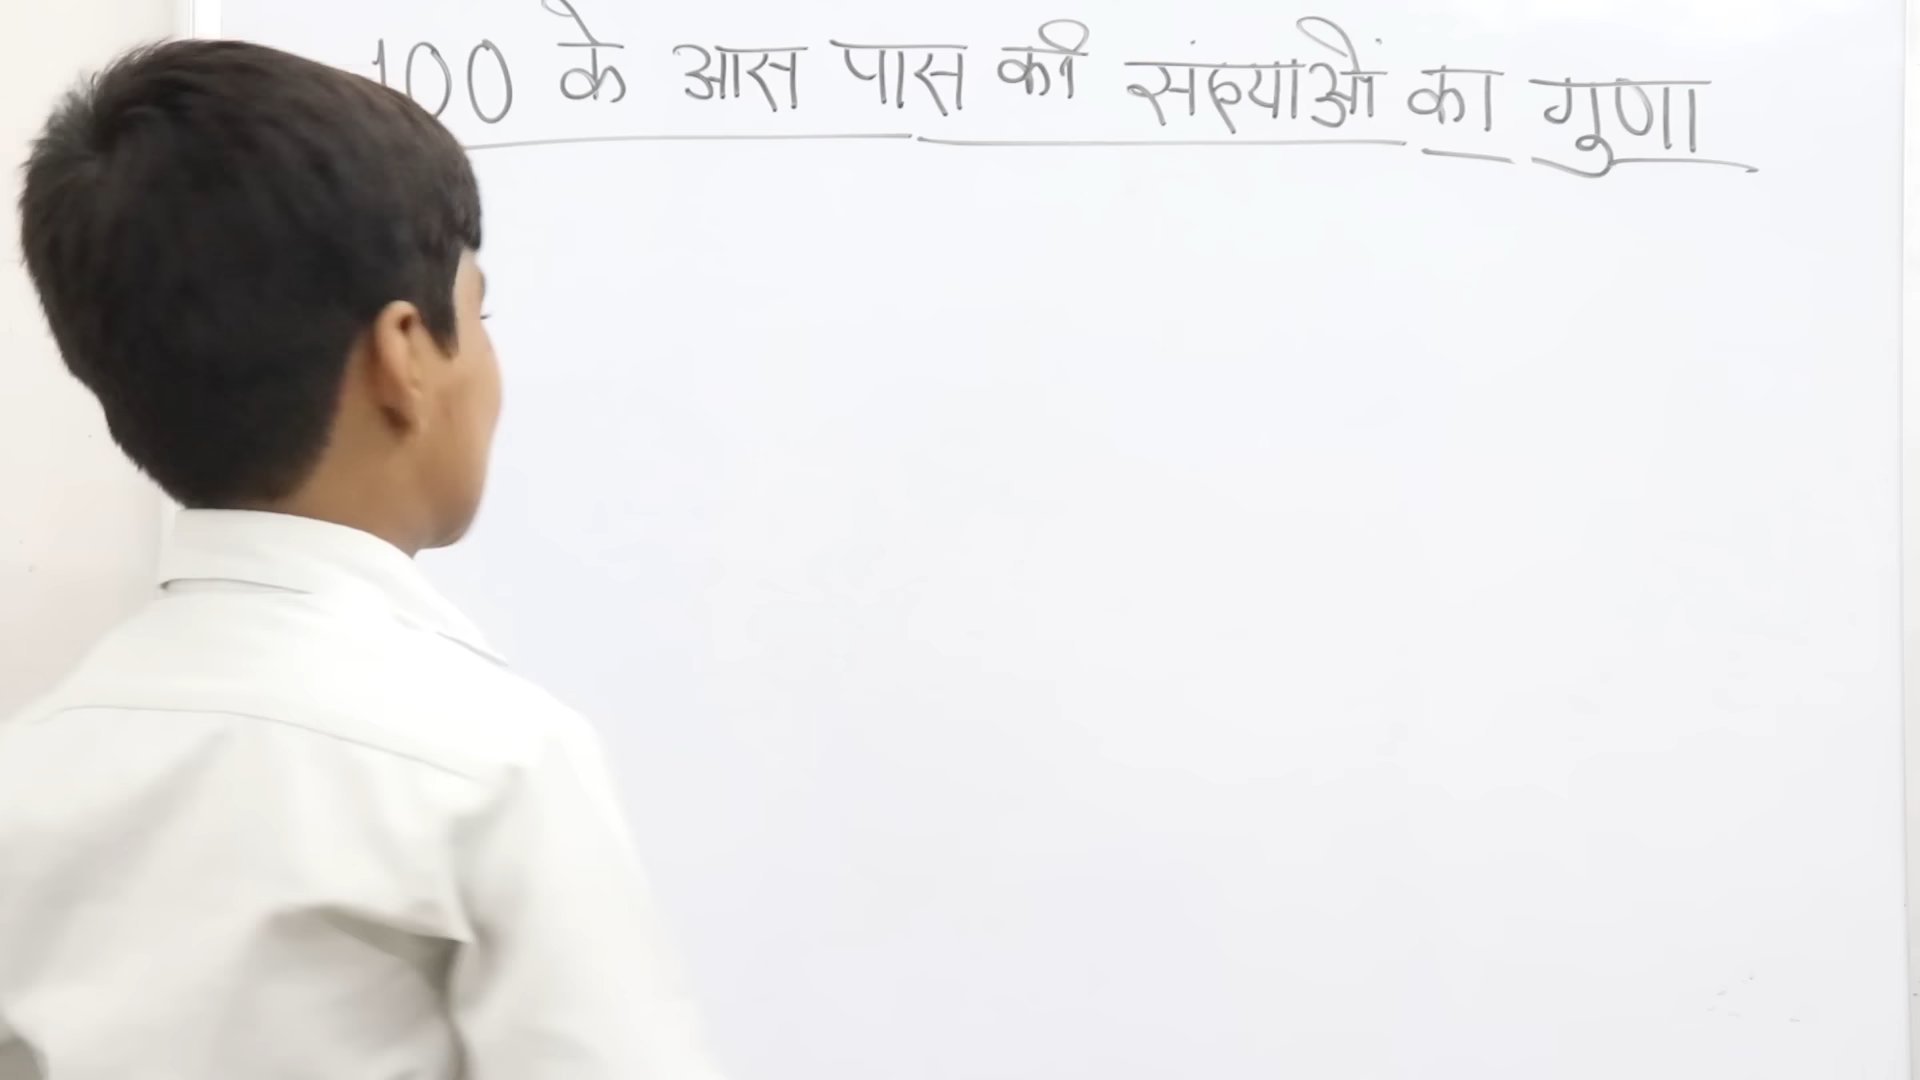 100 के आस पास की संख्याओं का गुणा